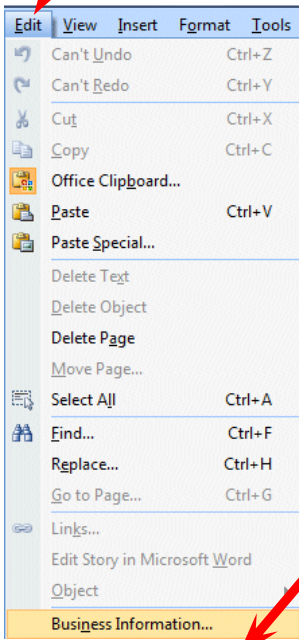 Edit View Insert Format Tools
Can't Undo Ctrl+Z
Can't Redo Ctrl+Y
Cut Ctrl+X
Copy Ctrl+C
Office Clipboard...
Paste Ctrl+V
Paste Special...
Delete Text
Delete Object
Delete Page
Move Page...
Select All Ctrl+A
Find... Ctrl+F
Replace... Ctrl+H
Go to Page... Ctrl+G
Links...
Edit Story in Microsoft Word
Object
Business Information...